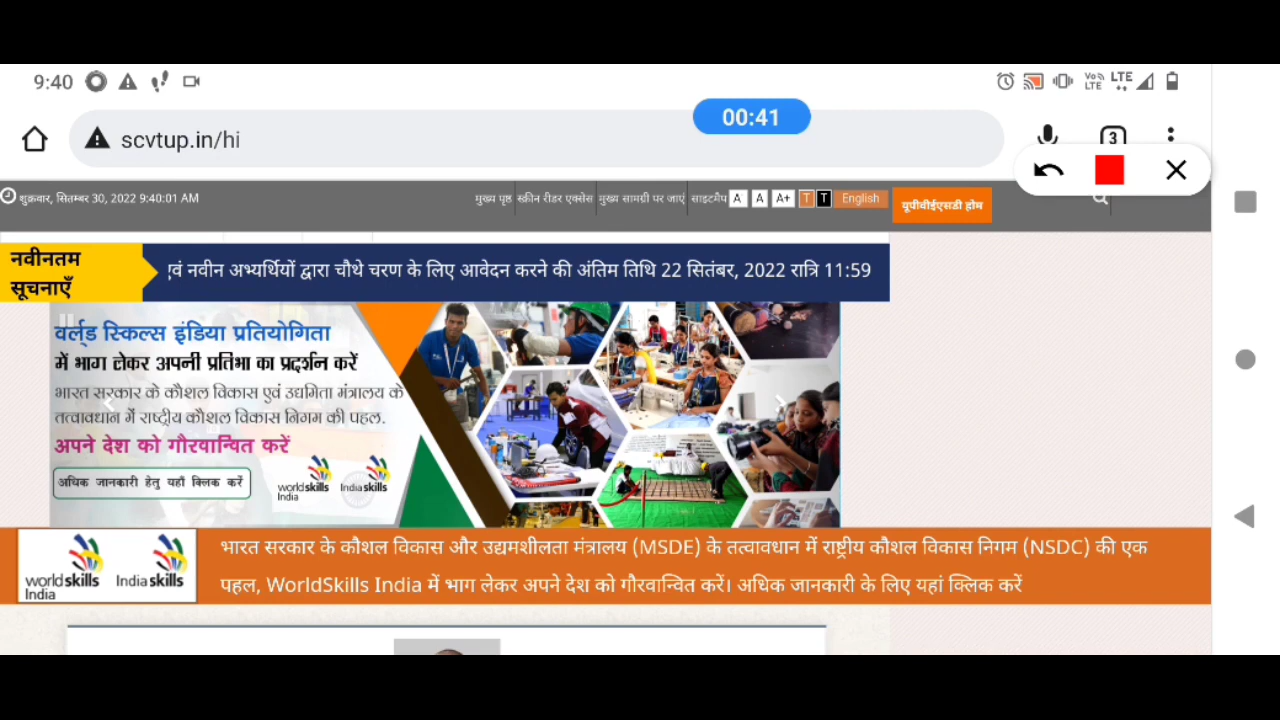 9:40
Vo LTE
LTE
00:41
scvtup.in/hi
3
शुक्रवार, सितम्बर 30, 2022 9:40:01 AM
मुख्य पृष्ठ स्क्रीन रीडर एक्सेस मुख्य सामग्री पर जाएं साइटमैप A A A+ T T English
यूपीवीईएसडी होम
नवीनतम
सूचनाएँ
एवं नवीन अभ्यर्थियों द्वारा चौथे चरण के लिए आवेदन करने की अंतिम तिथि 22 सितंबर, 2022 रात्रि 11:59
वर्ल्ड स्किल्स इंडिया प्रतियोगिता
में भाग लेकर अपनी प्रतिभा का प्रदर्शन करें
भारत सरकार के कौशल विकास एवं उद्यमिता मंत्रालय के
तत्वावधान में राष्ट्रीय कौशल विकास निगम की पहल.
अपने देश को गौरवान्वित करें
अधिक जानकारी हेतु यहाँ क्लिक करें
worldskills India
Indiaskills
भारत सरकार के कौशल विकास और उद्यमशीलता मंत्रालय (MSDE) के तत्वावधान में राष्ट्रीय कौशल विकास निगम (NSDC) की एक
पहल, WorldSkills India में भाग लेकर अपने देश को गौरवान्वित करें। अधिक जानकारी के लिए यहां क्लिक करें
worldskills India
Indiaskills